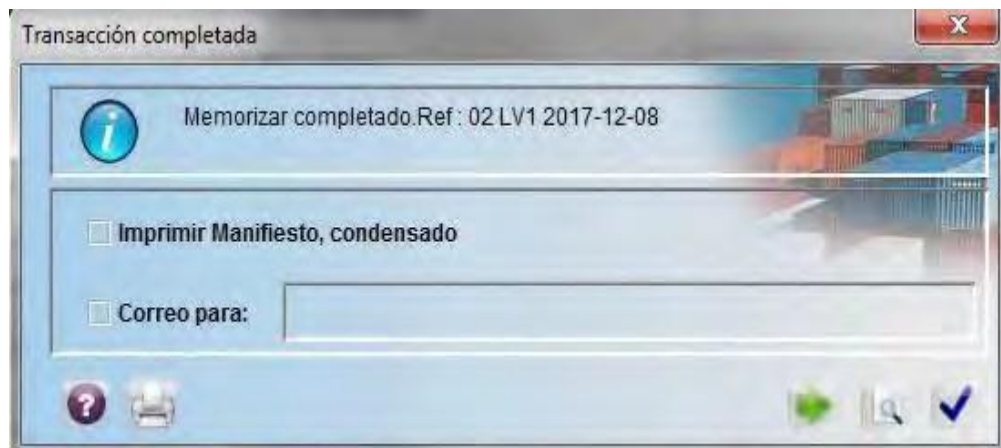 Transacción completada
Memorizar completado.Ref : 02 LV1 2017-12-08
Imprimir Manifiesto, condensado
Correo para: